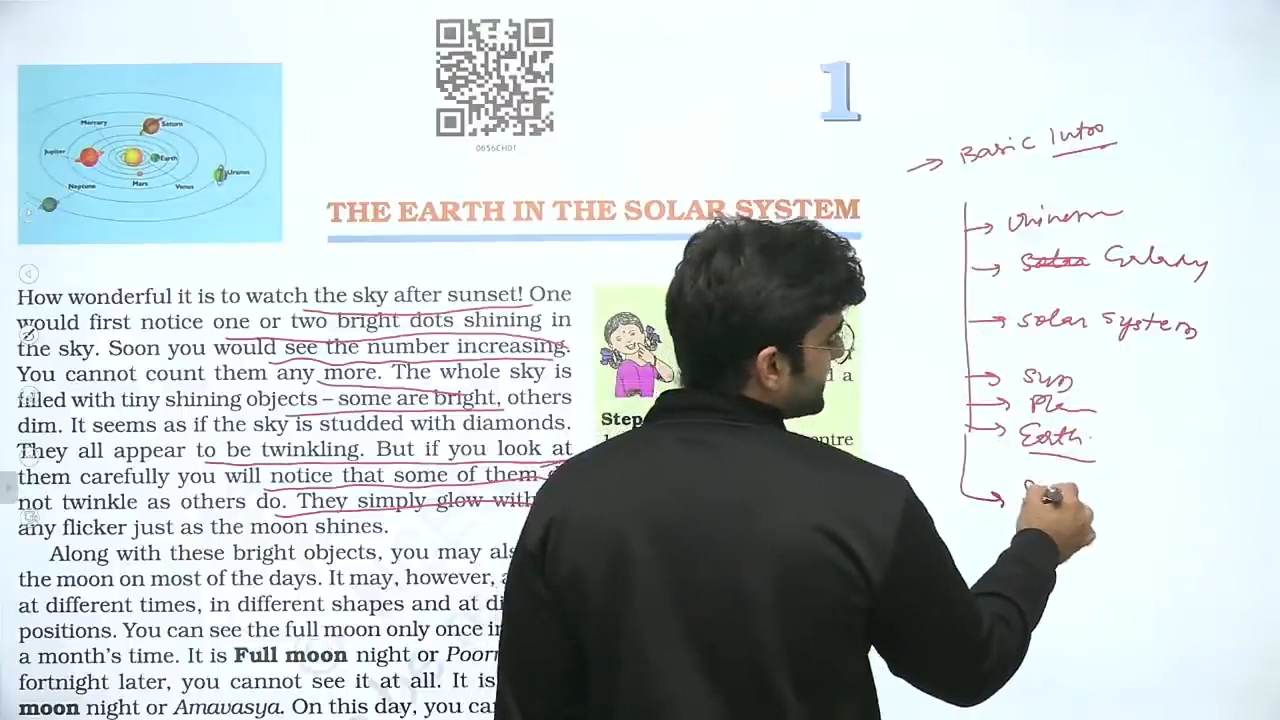 Mercury
Saturn
Jupiter
Earth
Uranus
Neptune
Mars
Venus
0656CH01
1
THE EARTH IN THE SOLAR SYSTEM
How wonderful it is to watch the sky after sunset! One
would first notice one or two bright dots shining in
the sky. Soon you would see the number increasing.
You cannot count them any more. The whole sky is
filled with tiny shining objects – some are bright, others
dim. It seems as if the sky is studded with diamonds.
They all appear to be twinkling. But if you look at
them carefully you will notice that some of them
not twinkle as others do. They simply glow with
any flicker just as the moon shines.
Along with these bright objects, you may als
the moon on most of the days. It may, however, a
at different times, in different shapes and at di
positions. You can see the full moon only once in
a month's time. It is Full moon night or Poor
fortnight later, you cannot see it at all. It is
moon night or Amavasya. On this day, you ca
a
Step
entre
→ Basic Intro
→ Galaxy
→ Solar System
→ Sun
→ Earth.